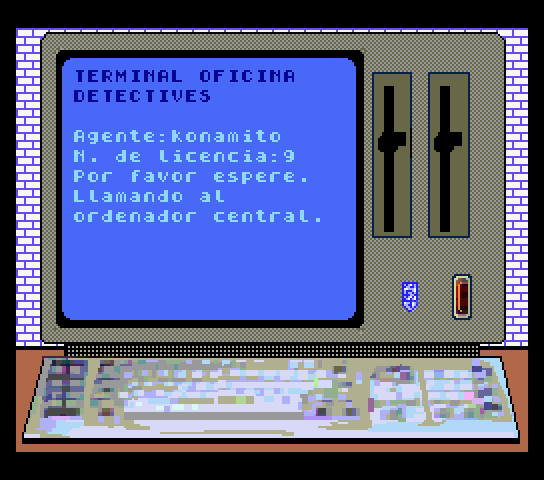 TERMINAL OFICINA
DETECTIVES
Agente:konamito
N. de licencia:9
Por favor espere.
Llamando al
ordenador central.